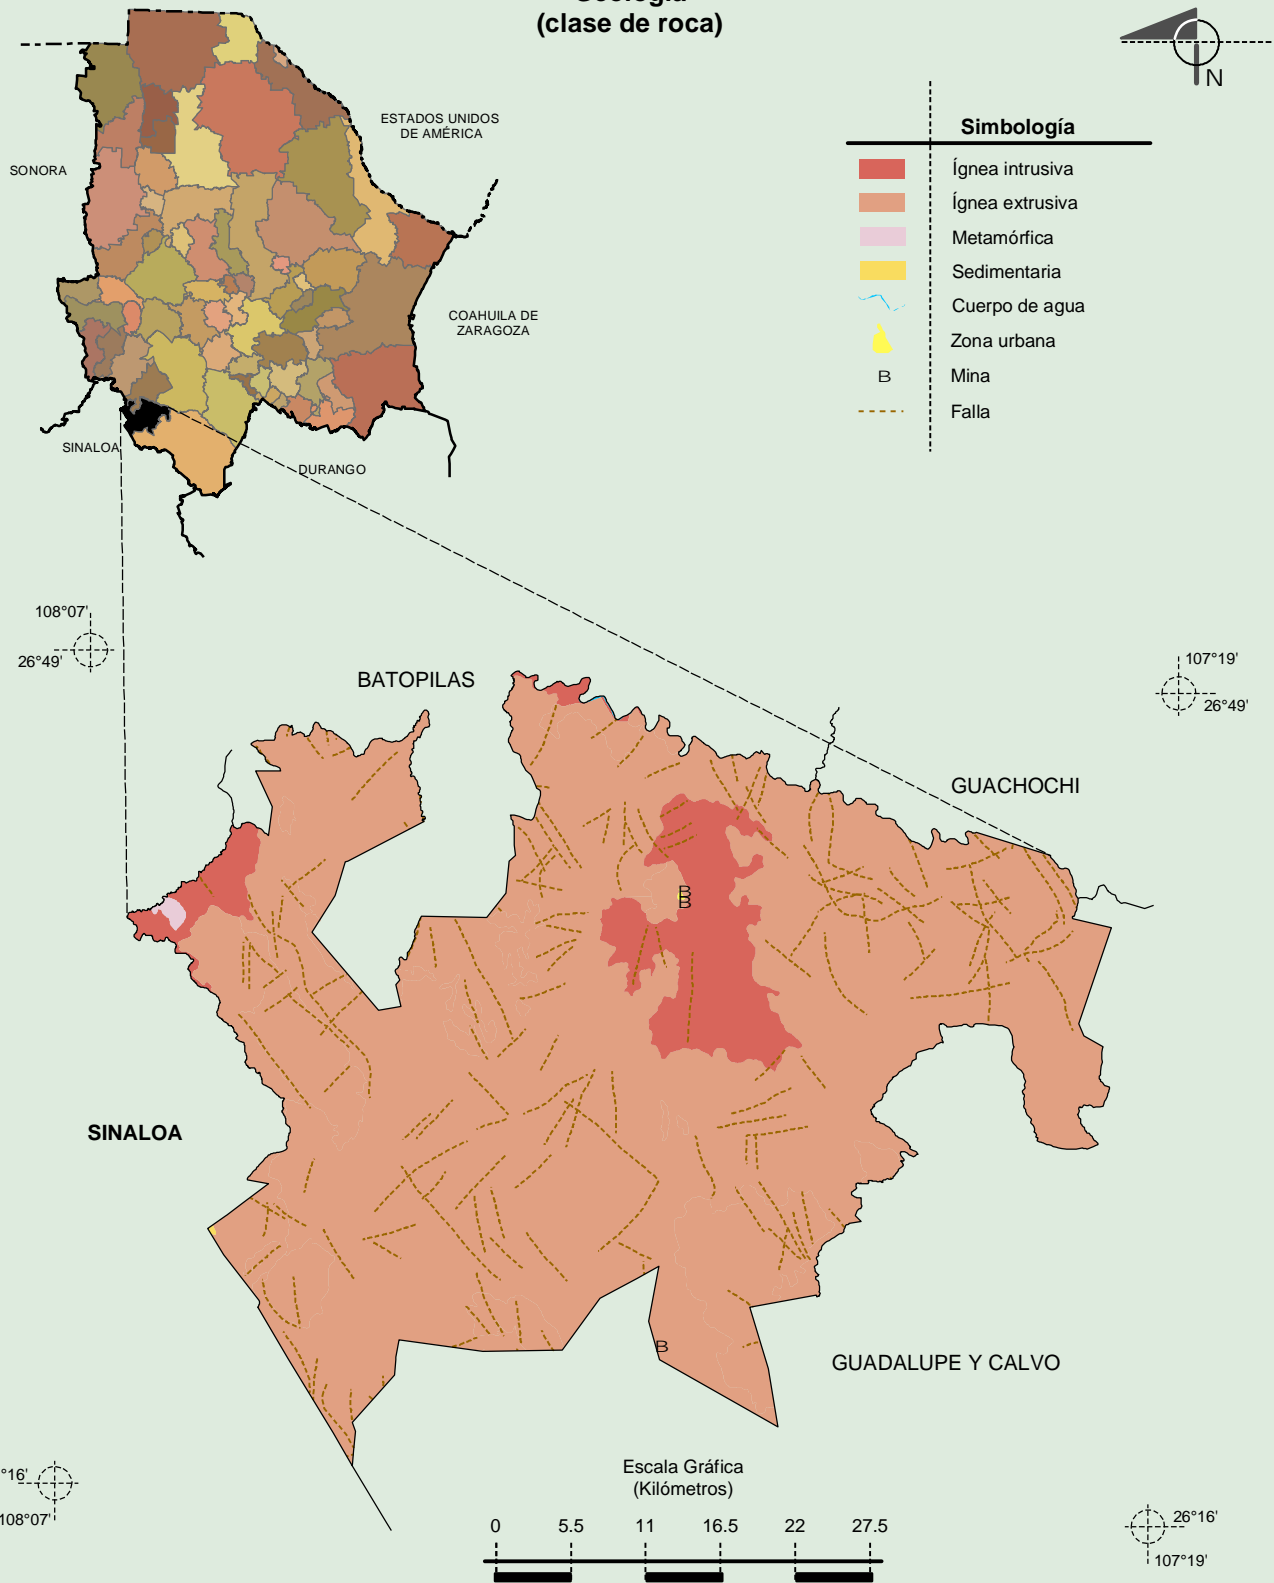 (clase de roca)
N
ESTADOS UNIDOS
DE AMÉRICA
SONORA
COAHUILA DE
ZARAGOZA
SINALOA
DURANGO
Simbología
Ígnea intrusiva
Ígnea extrusiva
Metamórfica
Sedimentaria
Cuerpo de agua
Zona urbana
B Mina
Falla
108°07'
26°49'
107°19'
26°49'
BATOPILAS
GUACHOCHI
B
B
SINALOA
B
GUADALUPE Y CALVO
°16'
108°07'
26°16'
107°19'
Escala Gráfica
(Kilómetros)
0 5.5 11 16.5 22 27.5